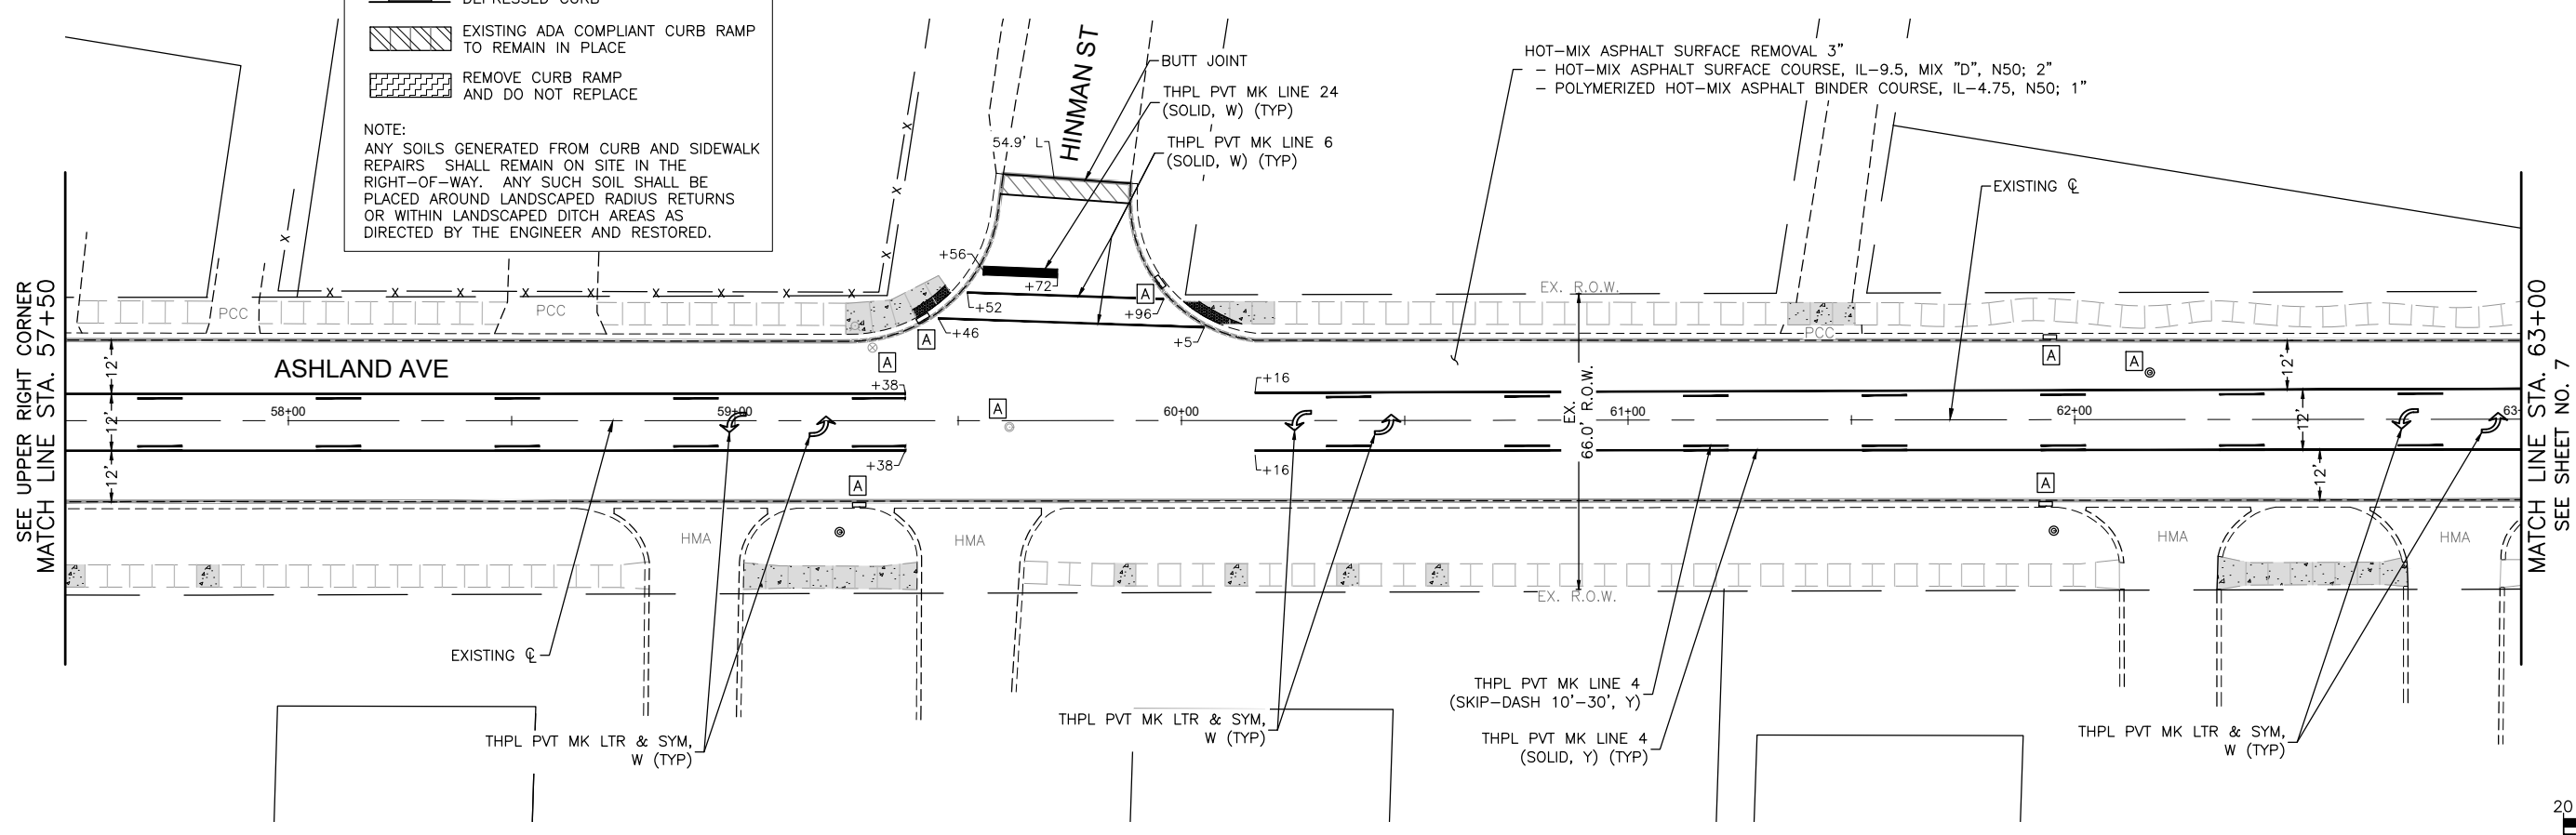 DEPRESSED CURB
EXISTING ADA COMPLIANT CURB RAMP
TO REMAIN IN PLACE
REMOVE CURB RAMP
AND DO NOT REPLACE
NOTE:
ANY SOILS GENERATED FROM CURB AND SIDEWALK
REPAIRS SHALL REMAIN ON SITE IN THE
RIGHT-OF-WAY. ANY SUCH SOIL SHALL BE
PLACED AROUND LANDSCAPED RADIUS RETURNS
OR WITHIN LANDSCAPED DITCH AREAS AS
DIRECTED BY THE ENGINEER AND RESTORED.
HINMAN ST
BUTT JOINT
THPL PVT MK LINE 24
(SOLID, W) (TYP)
THPL PVT MK LINE 6
(SOLID, W) (TYP)
54.9' L
HOT-MIX ASPHALT SURFACE REMOVAL 3"
- HOT-MIX ASPHALT SURFACE COURSE, IL-9.5, MIX "D", N50; 2"
- POLYMERIZED HOT-MIX ASPHALT BINDER COURSE, IL-4.75, N50; 1"
EXISTING ℄
SEE UPPER RIGHT CORNER
MATCH LINE STA. 57+50
X
X
X
X
X
X X X X X X X X X
PCC
PCC
+56
+72
+52
+46
A
+96
+5
A
A
EX. R.O.W.
PCC
A
A
ASHLAND AVE
12'
12'
12'
+38
+38
58+00
59+00
A
60+00
+16
+16
EX.
66.0' R.O.W.
61+00
62+00
63+
12'
12'
12'
A
A
HMA
HMA
HMA
HMA
EX. R.O.W.
MATCH LINE STA. 63+00
SEE SHEET NO. 7
EXISTING ℄
THPL PVT MK LTR & SYM,
W (TYP)
THPL PVT MK LTR & SYM,
W (TYP)
THPL PVT MK LINE 4
(SKIP-DASH 10'-30', Y)
THPL PVT MK LINE 4
(SOLID, Y) (TYP)
THPL PVT MK LTR & SYM,
W (TYP)
20